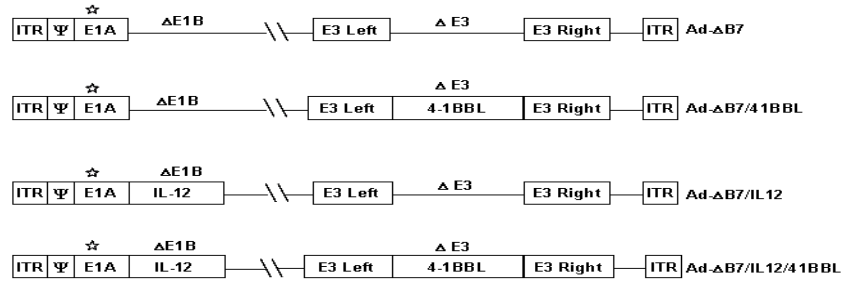 ☆ ΔE1B Δ E3
ITR Ψ E1A E3 Left E3 Right ITR Ad-ΔB7
☆ ΔE1B Δ E3
ITR Ψ E1A E3 Left 4-1BBL E3 Right ITR Ad-ΔB7/41BBL
☆ ΔE1B Δ E3
ITR Ψ E1A IL-12 E3 Left E3 Right ITR Ad-ΔB7/IL12
☆ ΔE1B Δ E3
ITR Ψ E1A IL-12 E3 Left 4-1BBL E3 Right ITR Ad-ΔB7/IL12/41BBL